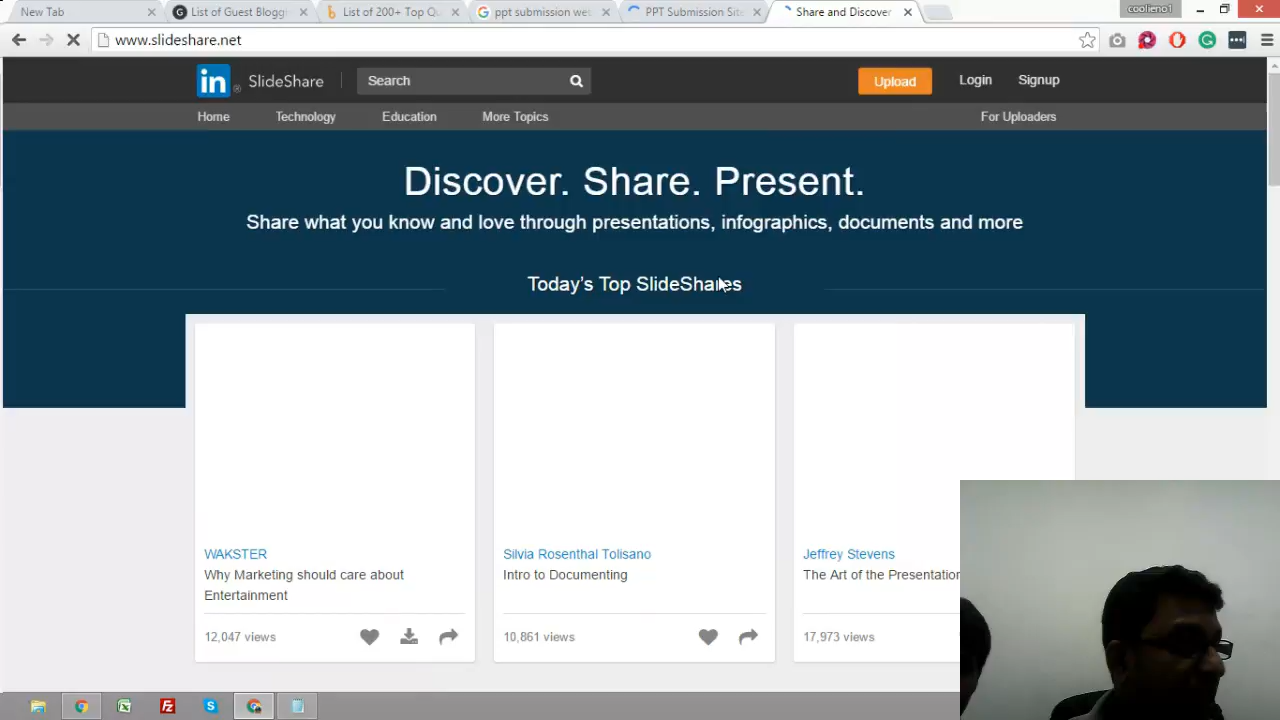 New Tab
List of Guest Bloggi
List of 200+ Top Qu
ppt submission we
PPT Submission Site
Share and Discover
coolieno1
www.slideshare.net
in
SlideShare
Search
Upload
Login
Signup
Home
Technology
Education
More Topics
For Uploaders
Discover. Share. Present.
Share what you know and love through presentations, infographics, documents and more
Today's Top SlideShares
WAKSTER
Why Marketing should care about
Entertainment
12,047 views
Silvia Rosenthal Tolisano
Intro to Documenting
10,861 views
Jeffrey Stevens
The Art of the Presentation
17,973 views